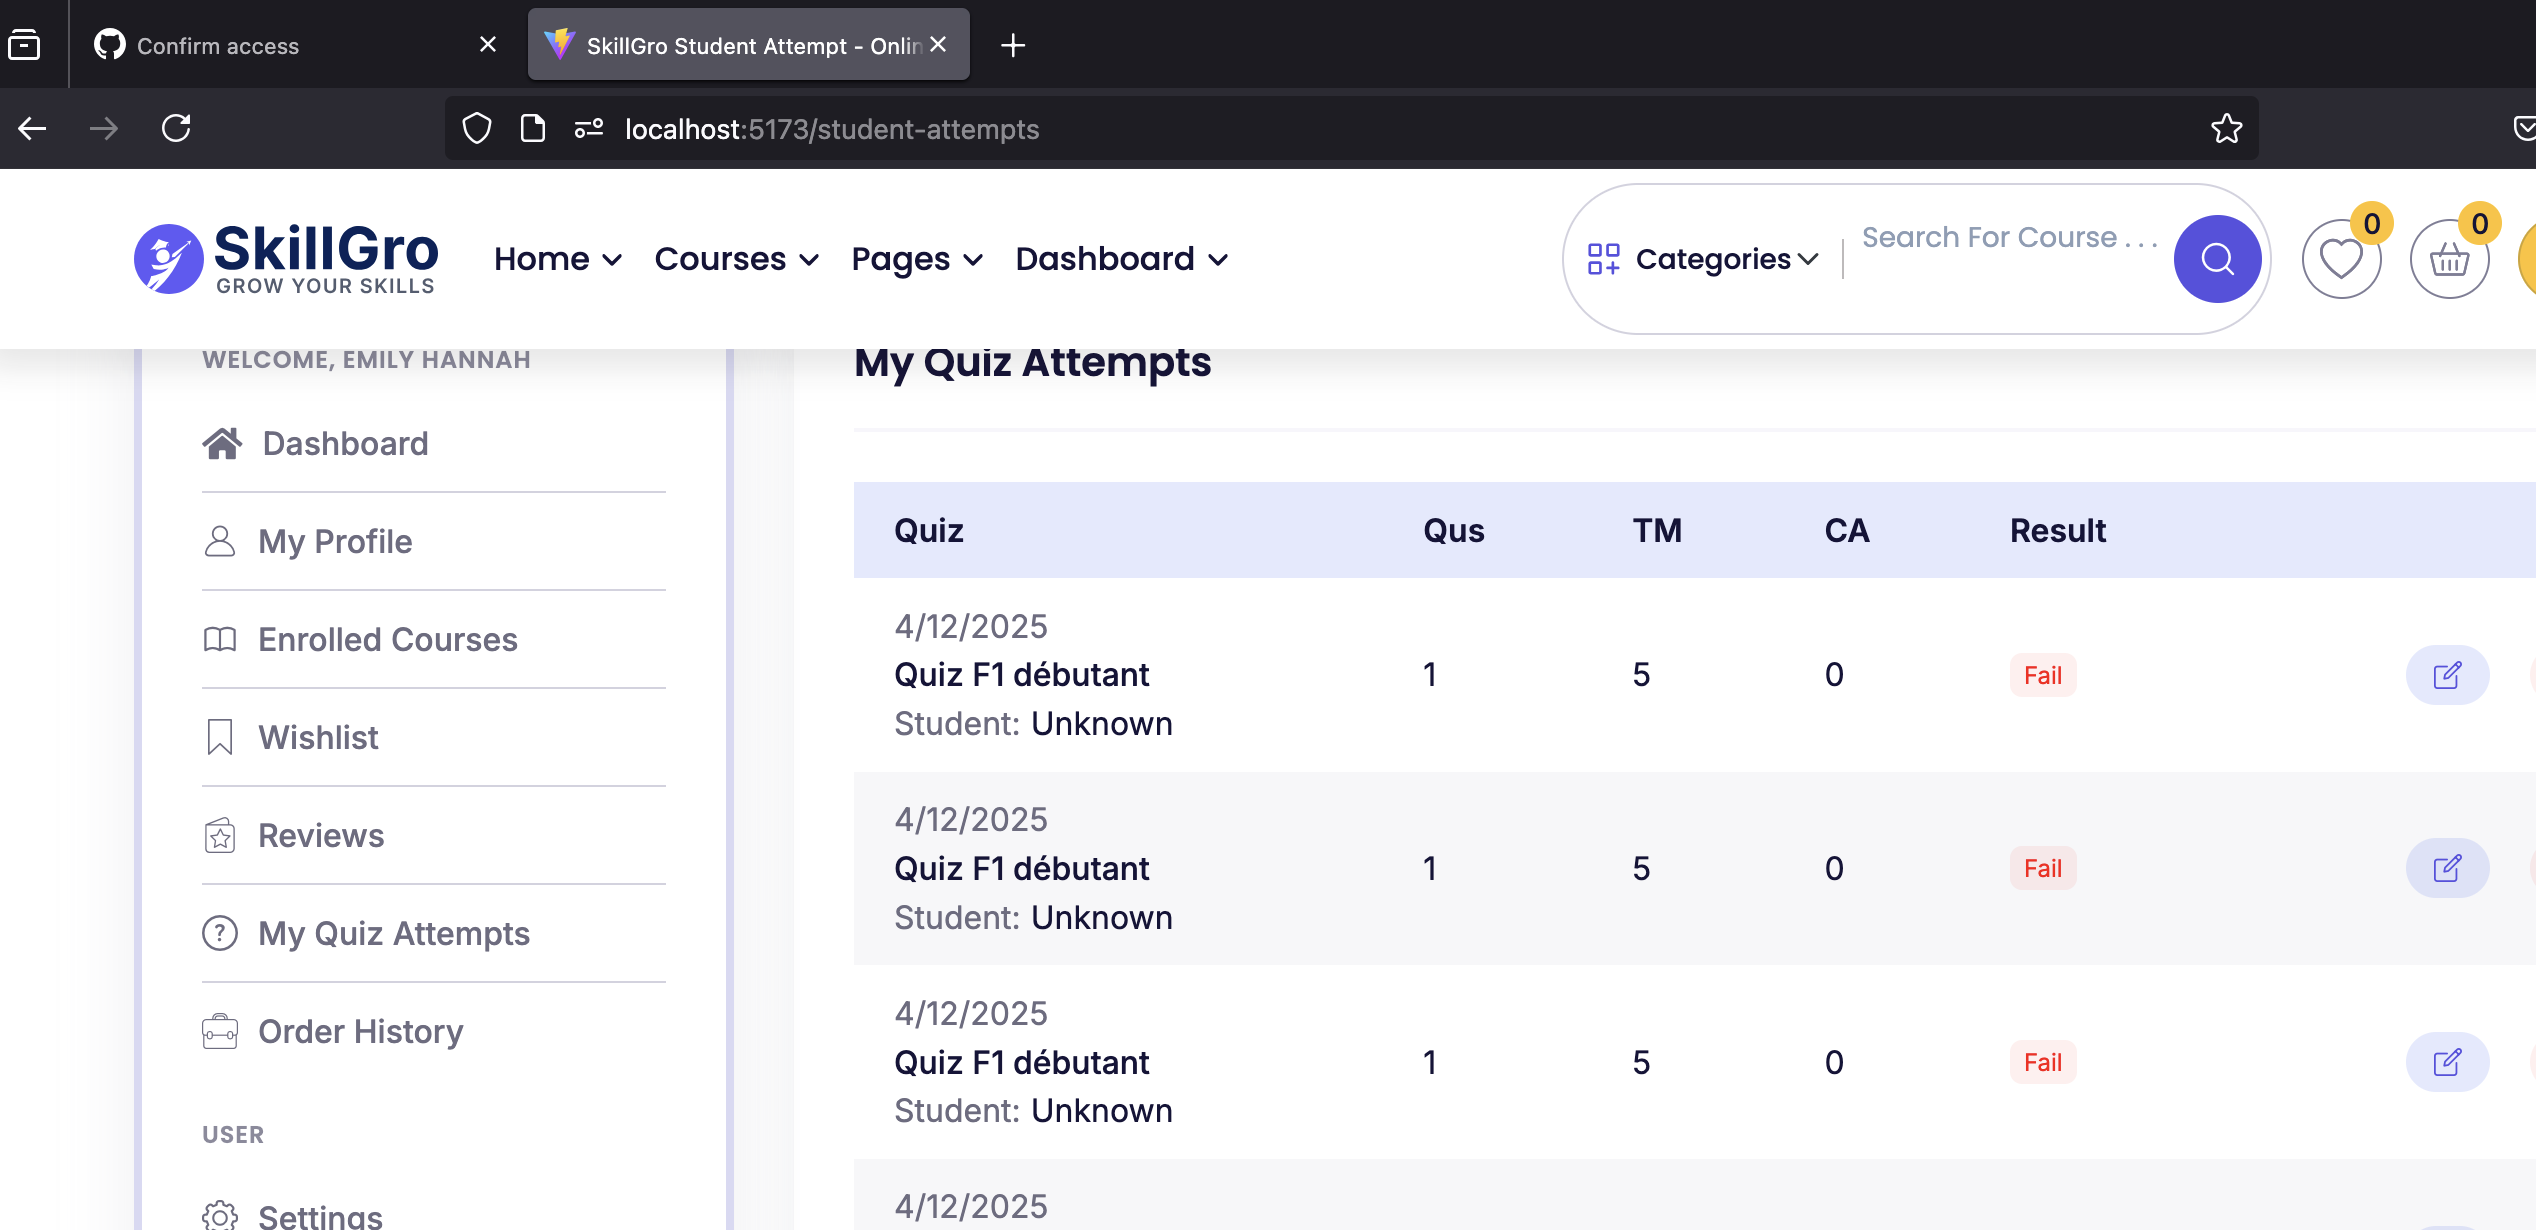 Confirm access
SkillGro Student Attempt - Onlin
localhost:5173/student-attempts
SkillGro
GROW YOUR SKILLS
Home
Courses
Pages
Dashboard
Categories
Search For Course . . .
0
0
WELCOME, EMILY HANNAH
Dashboard
My Profile
Enrolled Courses
Wishlist
Reviews
My Quiz Attempts
Order History
USER
Settings
My Quiz Attempts
Quiz Qus TM CA Result
4/12/2025
Quiz F1 débutant 1 5 0 Fail
Student: Unknown
4/12/2025
Quiz F1 débutant 1 5 0 Fail
Student: Unknown
4/12/2025
Quiz F1 débutant 1 5 0 Fail
Student: Unknown
4/12/2025